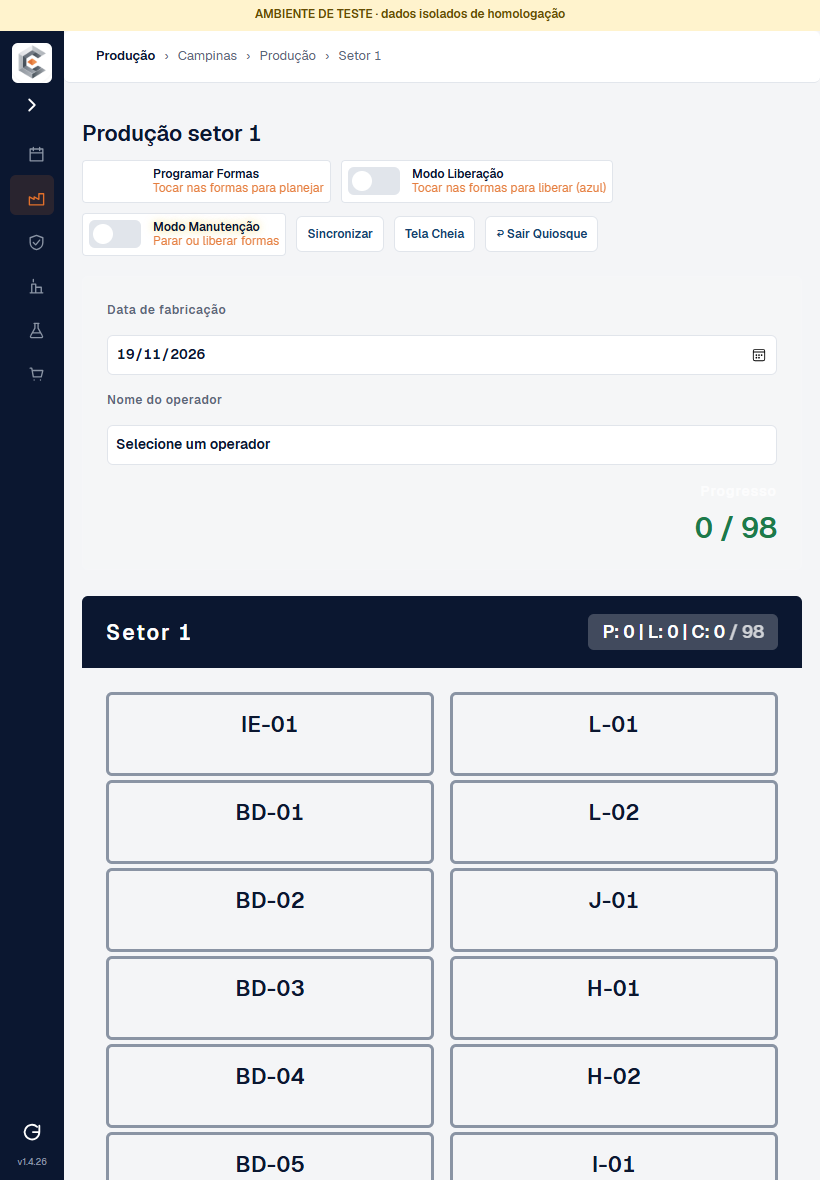 AMBIENTE DE TESTE · dados isolados de homologação
Produção › Campinas › Produção › Setor 1
Produção setor 1
Programar Formas
Tocar nas formas para planejar
Modo Liberação
Tocar nas formas para liberar (azul)
Modo Manutenção
Parar ou liberar formas
Sincronizar
Tela Cheia
Sair Quiosque
Data de fabricação
19/11/2026
Nome do operador
Selecione um operador
Progresso
0 / 98
Setor 1
P: 0 | L: 0 | C: 0 / 98
IE-01
L-01
BD-01
L-02
BD-02
J-01
BD-03
H-01
BD-04
H-02
BD-05
I-01
v1.4.26